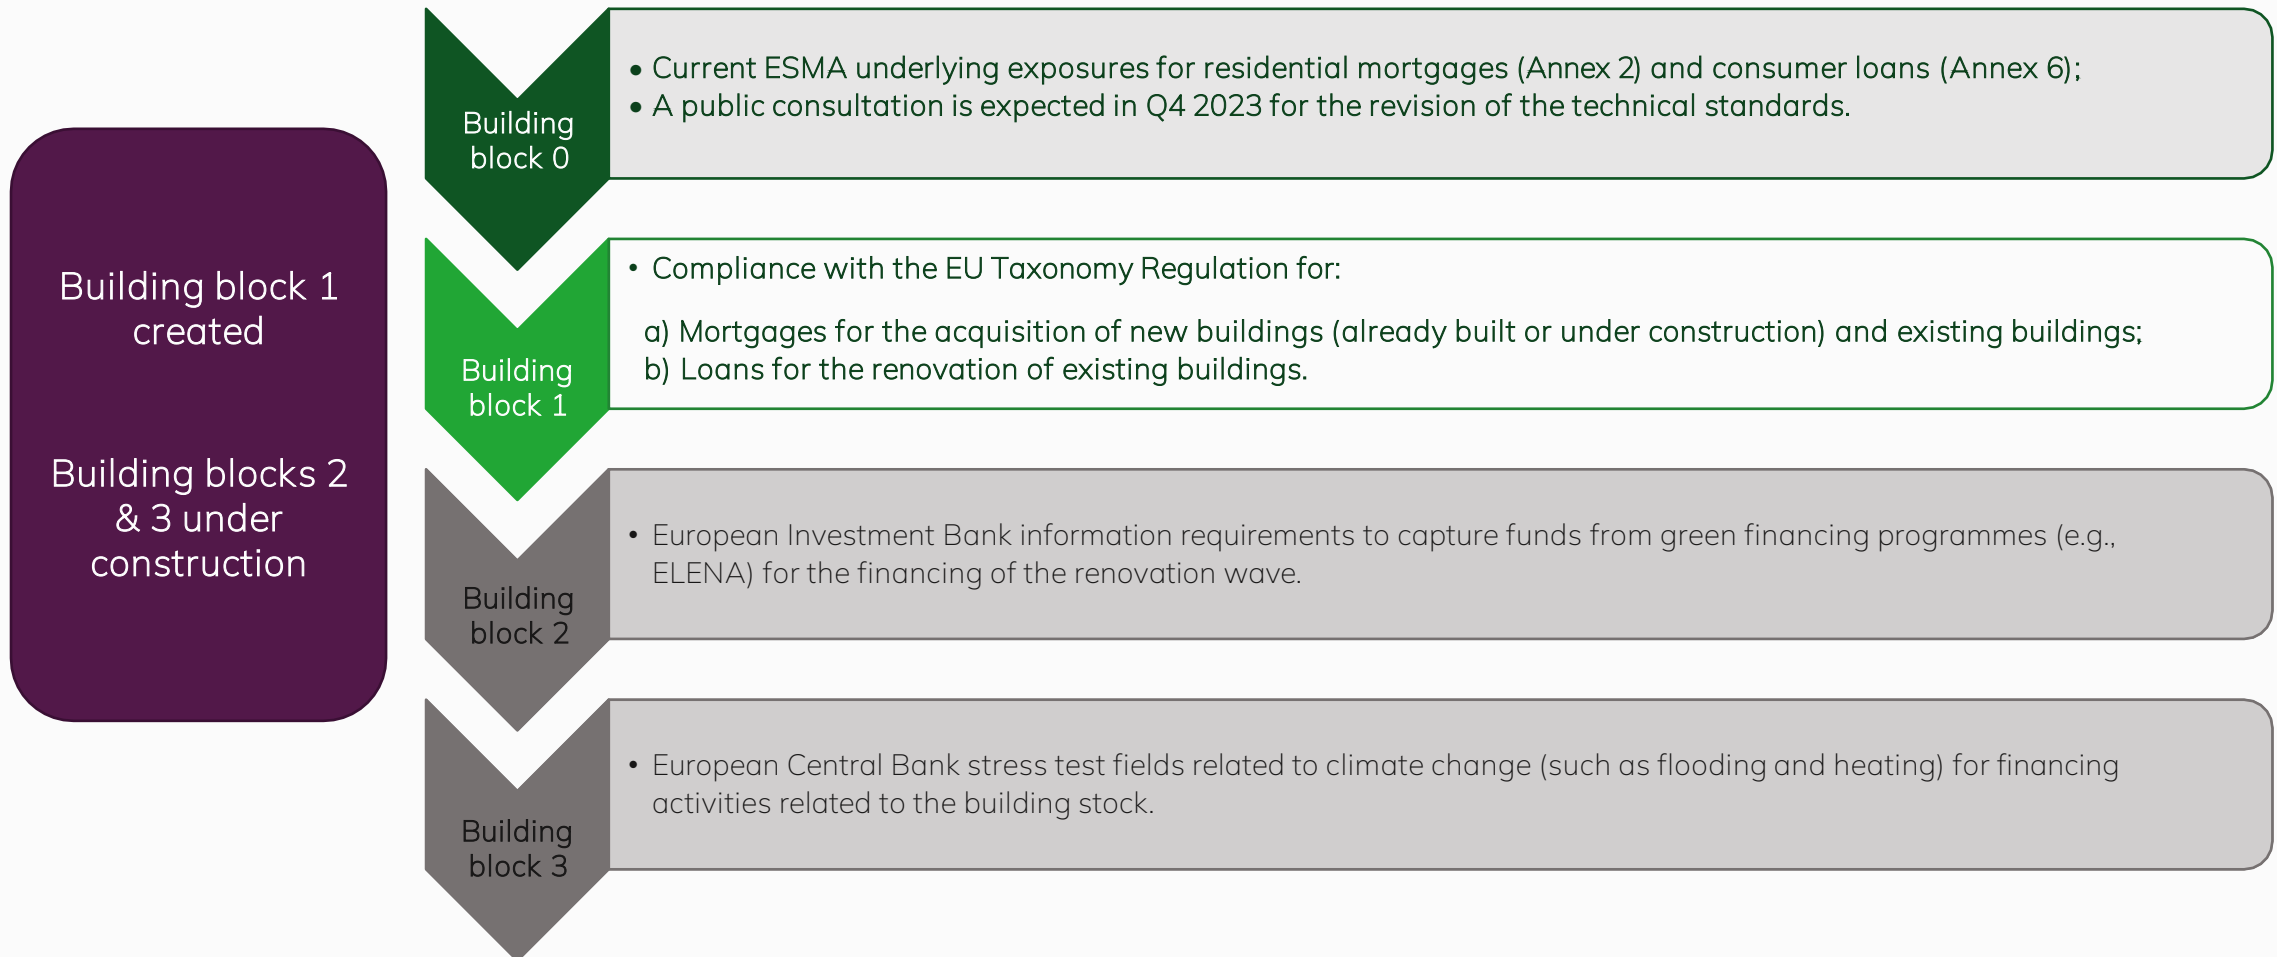 Building block 1
created
Building blocks 2
& 3 under
construction
Building
block 0
• Current ESMA underlying exposures for residential mortgages (Annex 2) and consumer loans (Annex 6);
• A public consultation is expected in Q4 2023 for the revision of the technical standards.
Building
block 1
• Compliance with the EU Taxonomy Regulation for:
a) Mortgages for the acquisition of new buildings (already built or under construction) and existing buildings;
b) Loans for the renovation of existing buildings.
Building
block 2
• European Investment Bank information requirements to capture funds from green financing programmes (e.g.,
ELENA) for the financing of the renovation wave.
Building
block 3
• European Central Bank stress test fields related to climate change (such as flooding and heating) for financing
activities related to the building stock.